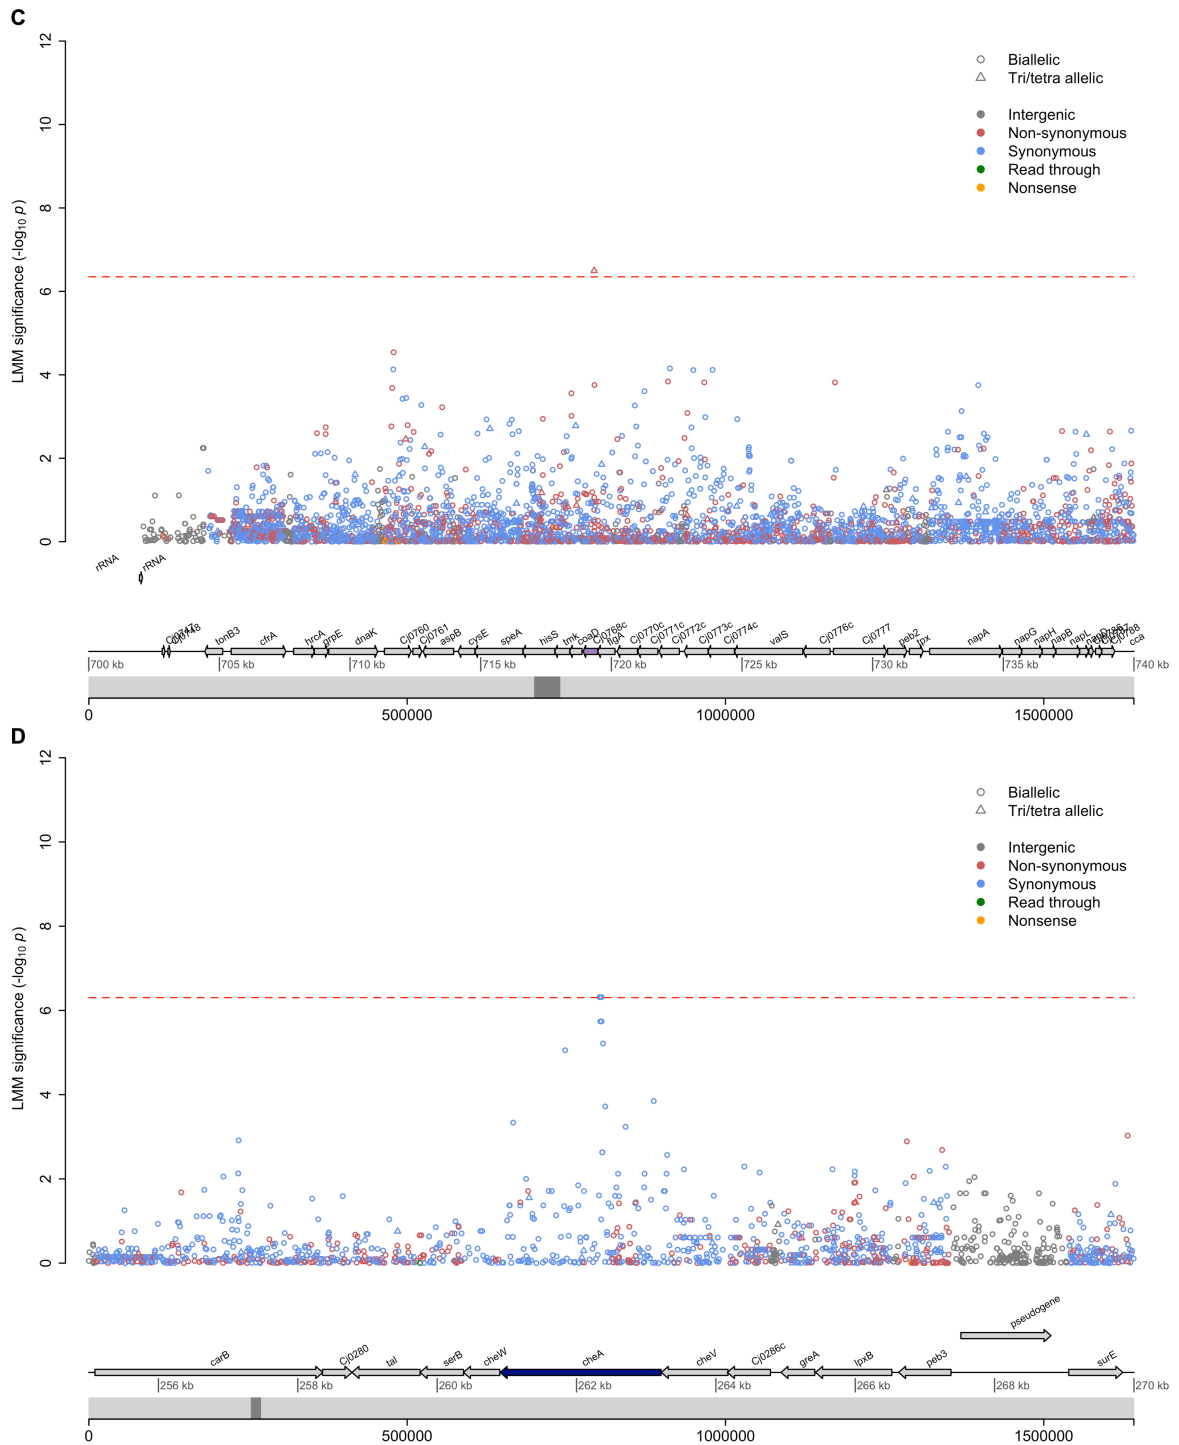 C
12
10
8
6
4
2
0
LMM significance (-log10 p)
Biallelic
Tri/tetra allelic
Intergenic
Non-synonymous
Synonymous
Read through
Nonsense
rRNA
rRNA
Cj0747
Cj0748
tonB3
cfrA
hrcA
grpE
dnaK
Cj0760
Cj0761
aspB
cysE
speA
hisS
tmk
coaD
Cj0768c
flgA
Cj0770c
Cj0771c
Cj0772c
Cj0773c
Cj0774c
valS
Cj0776c
Cj0777
peb2
tpx
napA
napG
napH
napB
napL
napD
cca
700 kb
705 kb
710 kb
715 kb
720 kb
725 kb
730 kb
735 kb
740 kb
0
500000
1000000
1500000
D
12
10
8
6
4
2
0
LMM significance (-log10 p)
Biallelic
Tri/tetra allelic
Intergenic
Non-synonymous
Synonymous
Read through
Nonsense
pseudogene
carB
Cj0280
tal
serB
cheW
cheA
cheV
Cj0286c
greA
lpxB
peb3
surE
256 kb
258 kb
260 kb
262 kb
264 kb
266 kb
268 kb
270 kb
0
500000
1000000
1500000